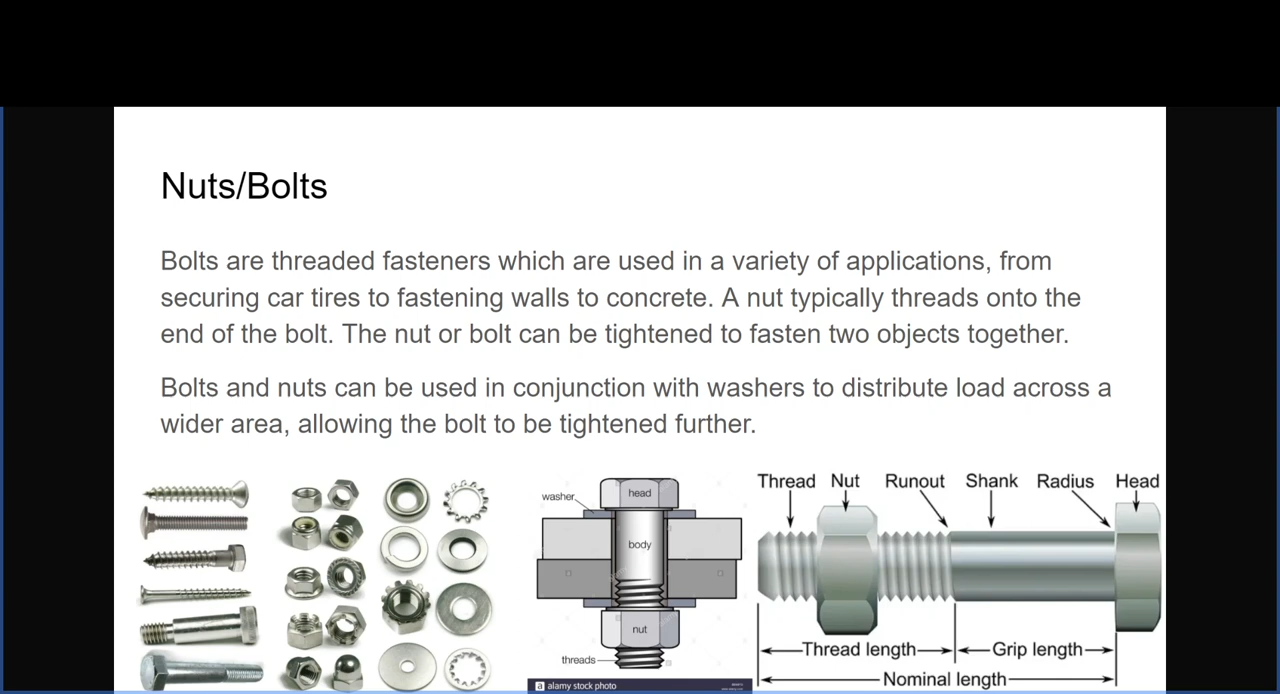 Nuts/Bolts
Bolts are threaded fasteners which are used in a variety of applications, from
securing car tires to fastening walls to concrete. A nut typically threads onto the
end of the bolt. The nut or bolt can be tightened to fasten two objects together.
Bolts and nuts can be used in conjunction with washers to distribute load across a
wider area, allowing the bolt to be tightened further.
washer
head
body
nut
threads
a alamy stock photo
Thread Nut Runout Shank Radius Head
Thread length Grip length
Nominal length